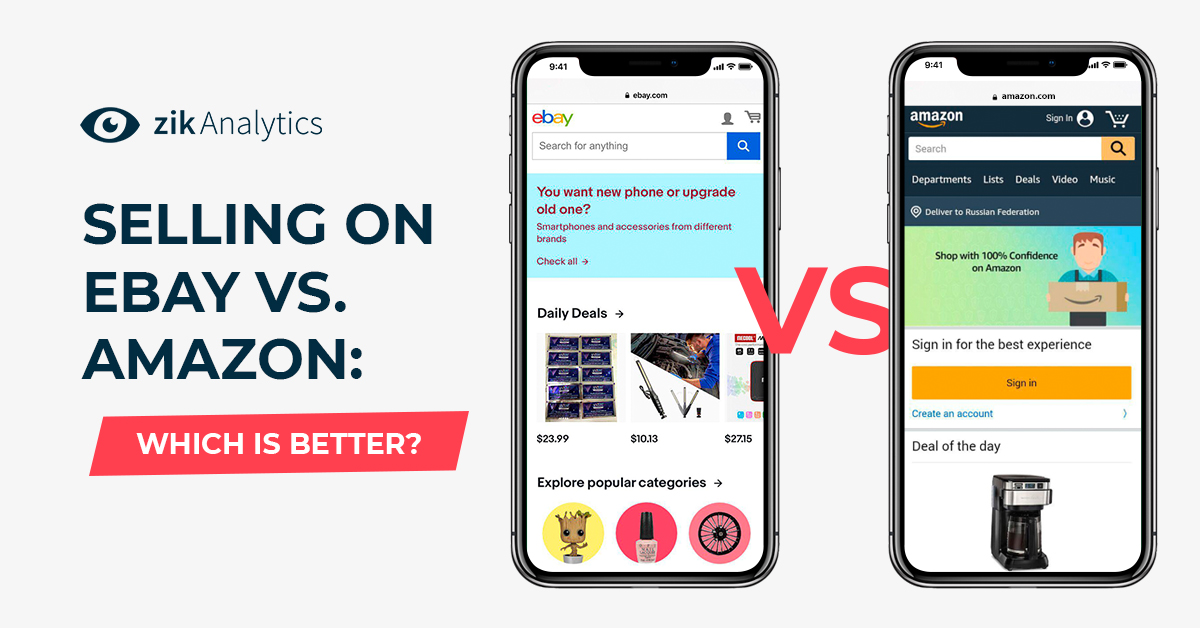 zik Analytics
SELLING ON
EBAY VS.
AMAZON:
WHICH IS BETTER?
9:41
ebay.com
ebay
Search for anything
You want new phone or upgrade
old one?
Smartphones and accessories from different
brands
Check all →
Daily Deals →
$23.99
$10.13
$27.15
Explore popular categories →
VS
9:41
amazon.com
amazon
Sign In
Search
Departments Lists Deals Video Music
Deliver to Russian Federation
Shop with 100% Confidence
on Amazon
Sign in for the best experience
Sign in
Create an account
Deal of the day